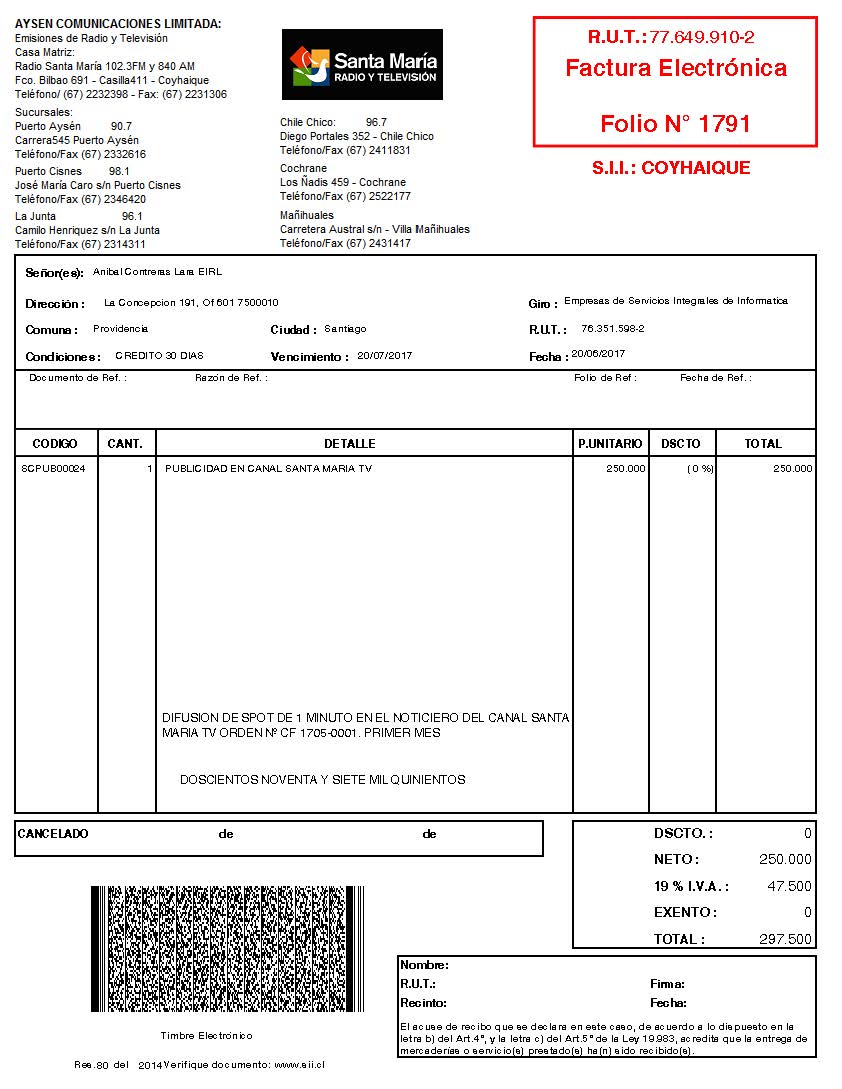 AYSEN COMUNICACIONES LIMITADA:
Emisiones de Radio y Televisión
Casa Matriz:
Radio Santa María 102.3FM y 840 AM
Fco. Bilbao 691 - Casilla411 - Coyhaique
Teléfono/ (67) 2232398 - Fax: (67) 2231306
Sucursales:
Puerto Aysén 90.7
Carrera545 Puerto Aysén
Teléfono/Fax (67) 2332616
Puerto Cisnes 98.1
José María Caro s/n Puerto Cisnes
Teléfono/Fax (67) 2346420
La Junta 96.1
Camilo Henriquez s/n La Junta
Teléfono/Fax (67) 2314311
Santa María
RADIO Y TELEVISIÓN
Chile Chico: 96.7
Diego Portales 352 - Chile Chico
Teléfono/Fax (67) 2411831
Cochrane
Los Ñadis 459 - Cochrane
Teléfono/Fax (67) 2522177
Mañihuales
Carretera Austral s/n - Villa Mañihuales
Teléfono/Fax (67) 2431417
R.U.T.: 77.649.910-2
Factura Electrónica
Folio N° 1791
S.I.I.: COYHAIQUE
Señor(es): Anibal Contreras Lara EIRL
Dirección : La Concepcion 191, Of 601 7500010 Giro : Empresas de Servicios Integrales de Informatica
Comuna : Providencia Ciudad : Santiago R.U.T. : 76.351.598-2
Condiciones : CREDITO 30 DIAS Vencimiento : 20/07/2017 Fecha : 20/06/2017
Documento de Ref. : Razón de Ref. : Folio de Ref : Fecha de Ref. :
CODIGO CANT. DETALLE P.UNITARIO DSCTO TOTAL
SCPUB00024 1 PUBLICIDAD EN CANAL SANTA MARIA TV 250.000 ( 0 %) 250.000
DIFUSION DE SPOT DE 1 MINUTO EN EL NOTICIERO DEL CANAL SANTA
MARIA TV ORDEN Nº CF 1705-0001. PRIMER MES
DOSCIENTOS NOVENTA Y SIETE MIL QUINIENTOS
CANCELADO de de
DSCTO. : 0
NETO : 250.000
19 % I.V.A. : 47.500
EXENTO : 0
TOTAL : 297.500
Nombre:
R.U.T.: Firma:
Recinto: Fecha:
El acuse de recibo que se declara en este caso, de acuerdo a lo dispuesto en la
letra b) del Art.4°, y la letra c) del Art.5° de la Ley 19.983, acredita que la entrega de
mercaderías o servicio(s) prestado(s) ha(n) sido recibido(s).
Timbre Electrónico
Res.80 del 2014Verifique documento: www.sii.cl